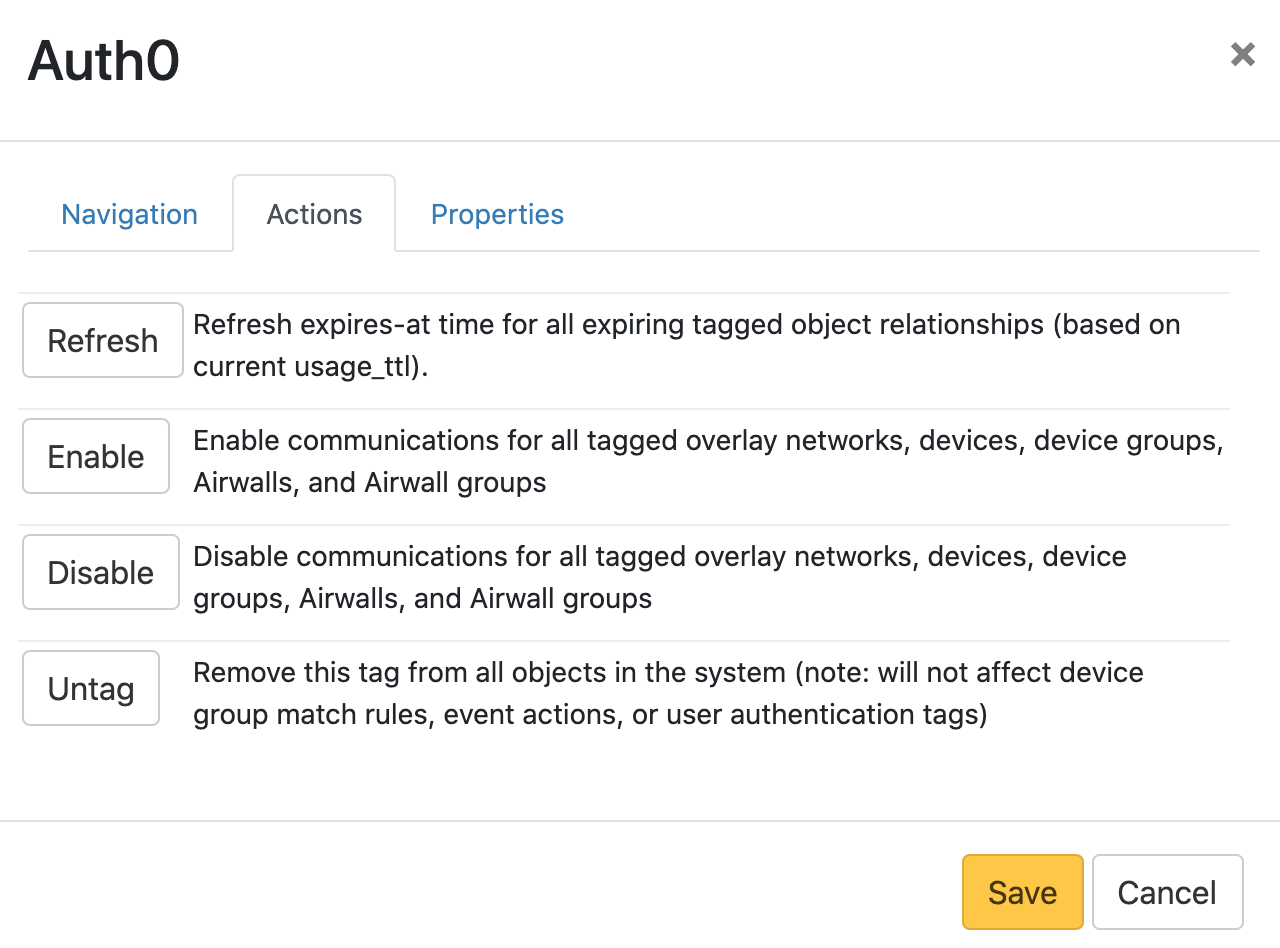 Auth0
Navigation
Actions
Properties
Refresh
Refresh expires-at time for all expiring tagged object relationships (based on
current usage_ttl).
Enable
Enable communications for all tagged overlay networks, devices, device groups,
Airwalls, and Airwall groups
Disable
Disable communications for all tagged overlay networks, devices, device
groups, Airwalls, and Airwall groups
Untag
Remove this tag from all objects in the system (note: will not affect device
group match rules, event actions, or user authentication tags)
Save
Cancel